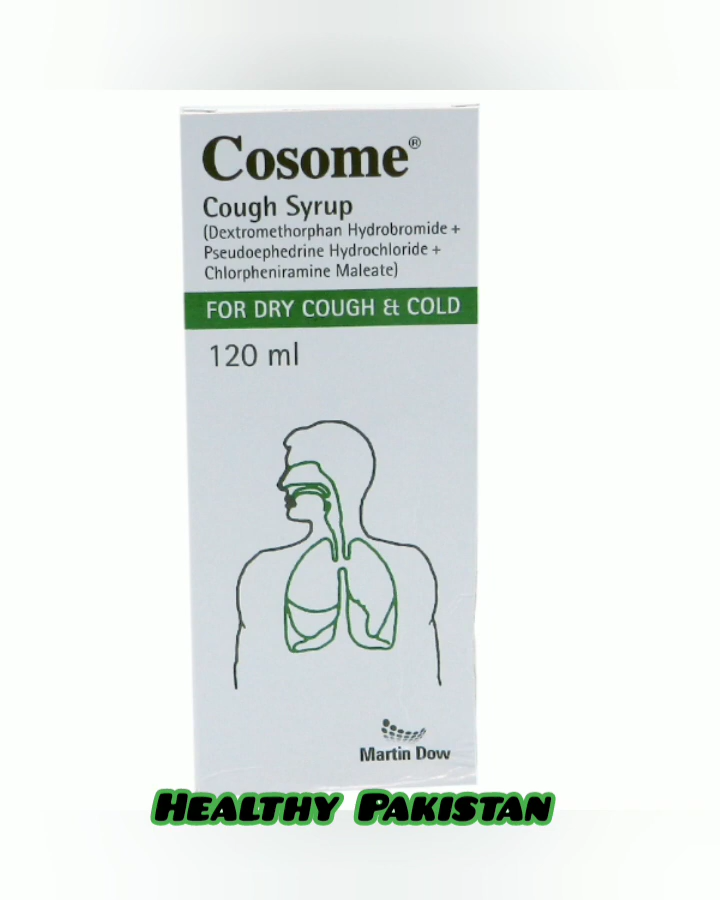 Cosome®
Cough Syrup
(Dextromethorphan Hydrobromide +
Pseudoephedrine Hydrochloride +
Chlorpheniramine Maleate)
FOR DRY COUGH & COLD
120 ml
Martin Dow
HEALTHY PAKISTAN